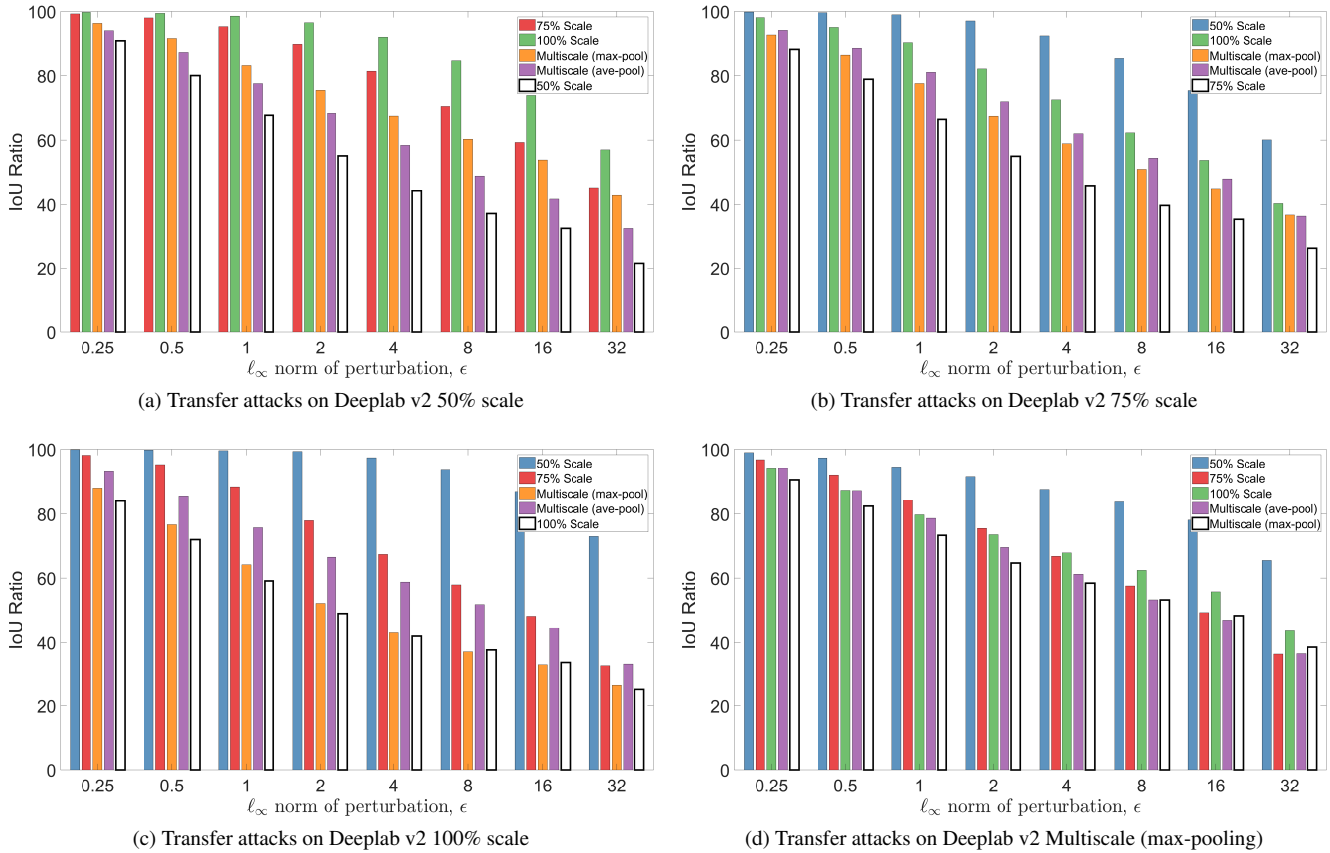 100
80
60
40
20
0
IoU Ratio
75% Scale
100% Scale
Multiscale (max-pool)
Multiscale (ave-pool)
50% Scale
0.25 0.5 1 2 4 8 16 32
ℓ∞ norm of perturbation, ϵ
(a) Transfer attacks on Deeplab v2 50% scale
100
80
60
40
20
0
IoU Ratio
50% Scale
100% Scale
Multiscale (max-pool)
Multiscale (ave-pool)
75% Scale
0.25 0.5 1 2 4 8 16 32
ℓ∞ norm of perturbation, ϵ
(b) Transfer attacks on Deeplab v2 75% scale
100
80
60
40
20
0
IoU Ratio
50% Scale
75% Scale
Multiscale (max-pool)
Multiscale (ave-pool)
100% Scale
0.25 0.5 1 2 4 8 16 32
ℓ∞ norm of perturbation, ϵ
(c) Transfer attacks on Deeplab v2 100% scale
100
80
60
40
20
0
IoU Ratio
50% Scale
75% Scale
100% Scale
Multiscale (ave-pool)
Multiscale (max-pool)
0.25 0.5 1 2 4 8 16 32
ℓ∞ norm of perturbation, ϵ
(d) Transfer attacks on Deeplab v2 Multiscale (max-pooling)